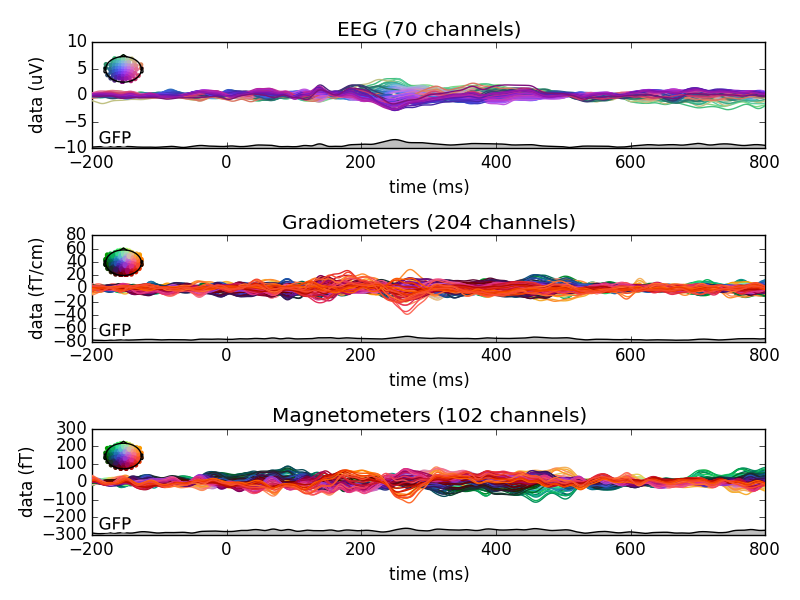 EEG (70 channels)
10
5
0
−5
−10
data (uV)
GFP
−200 0 200 400 600 800
time (ms)
Gradiometers (204 channels)
80
60
40
20
0
−20
−40
−60
−80
data (fT/cm)
GFP
−200 0 200 400 600 800
time (ms)
Magnetometers (102 channels)
300
200
100
0
−100
−200
−300
data (fT)
GFP
−200 0 200 400 600 800
time (ms)